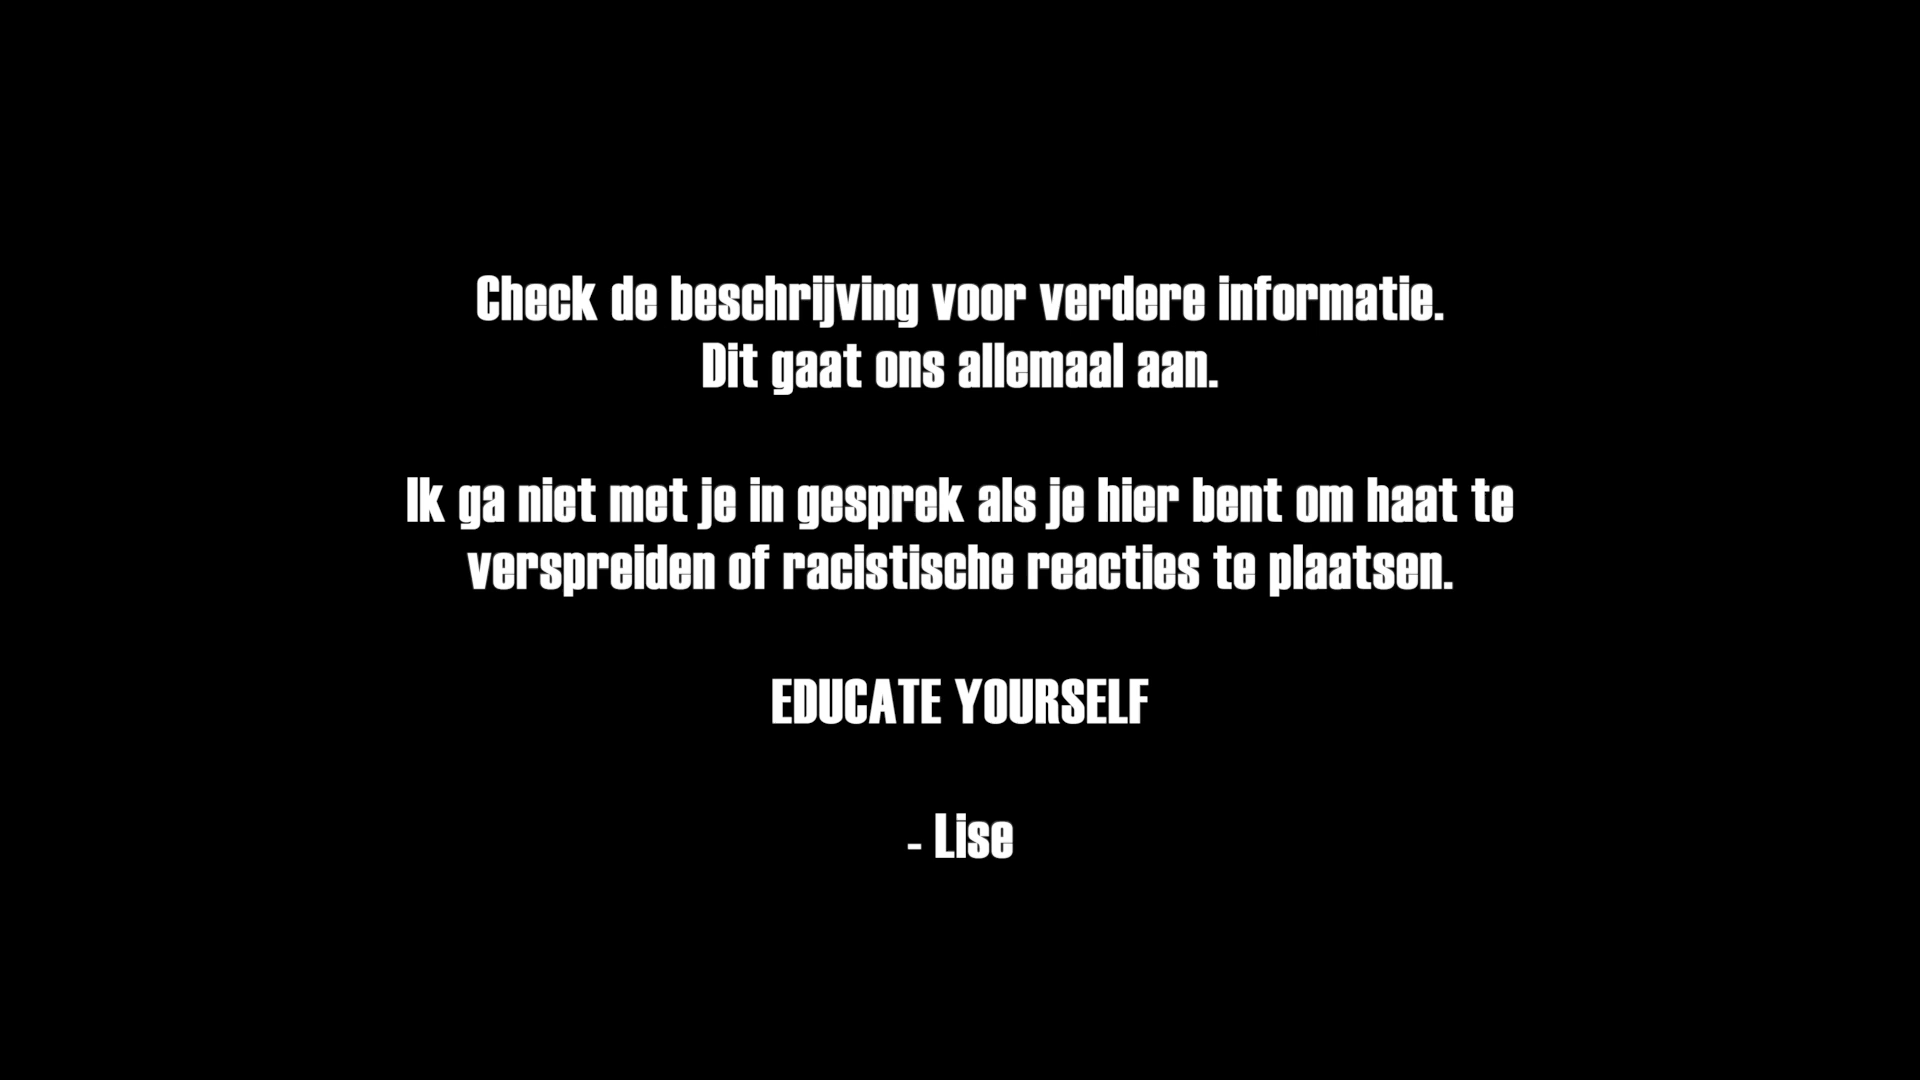 Check de beschrijving voor verdere informatie.
Dit gaat ons allemaal aan.
Ik ga niet met je in gesprek als je hier bent om haat te
verspreiden of racistische reacties te plaatsen.
EDUCATE YOURSELF
- Lise